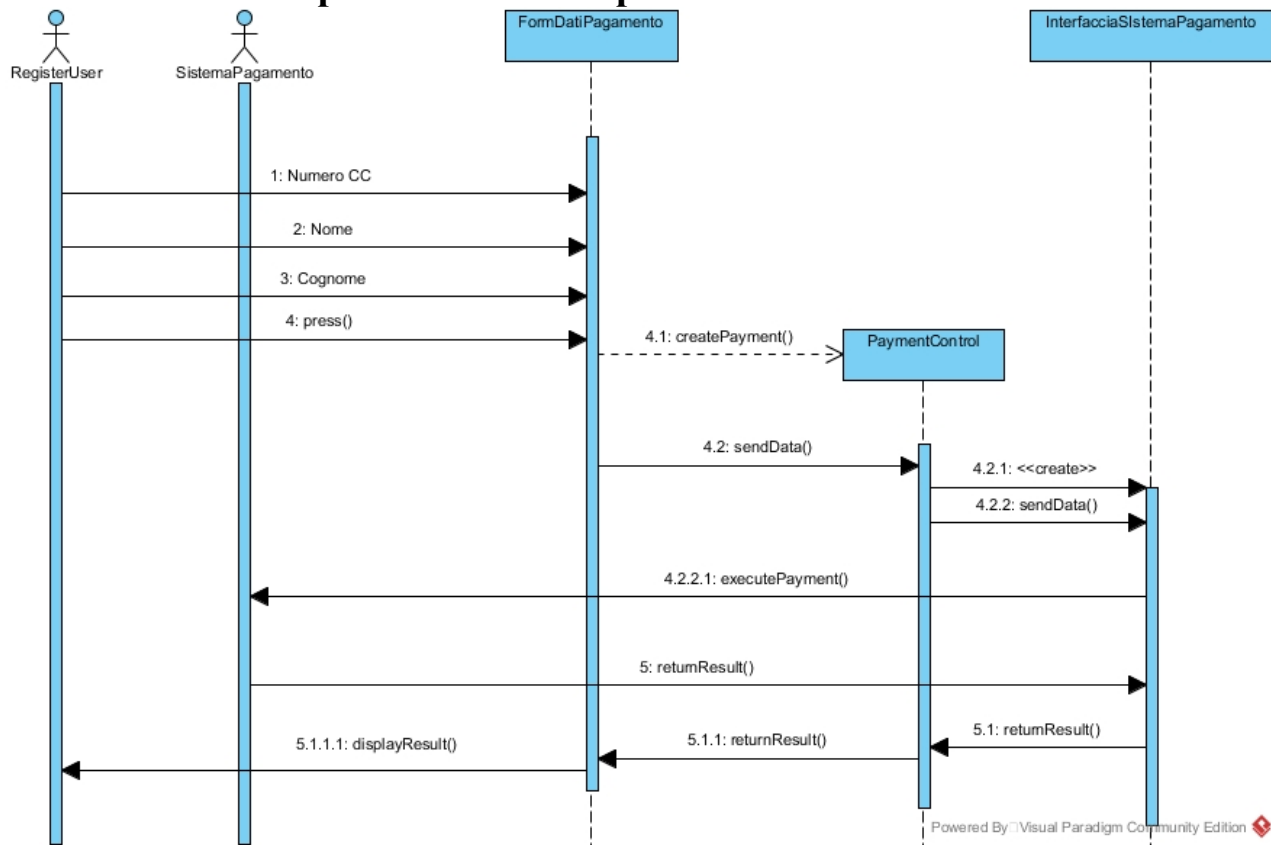 FormDatiPagamento
InterfacciaSIstemaPagamento
RegisterUser
SistemaPagamento
1: Numero CC
2: Nome
3: Cognome
4: press()
4.1: createPayment()
PaymentControl
4.2: sendData()
4.2.1: <<create>>
4.2.2: sendData()
4.2.2.1: executePayment()
5: returnResult()
5.1: returnResult()
5.1.1: returnResult()
5.1.1.1: displayResult()
Powered By Visual Paradigm Community Edition